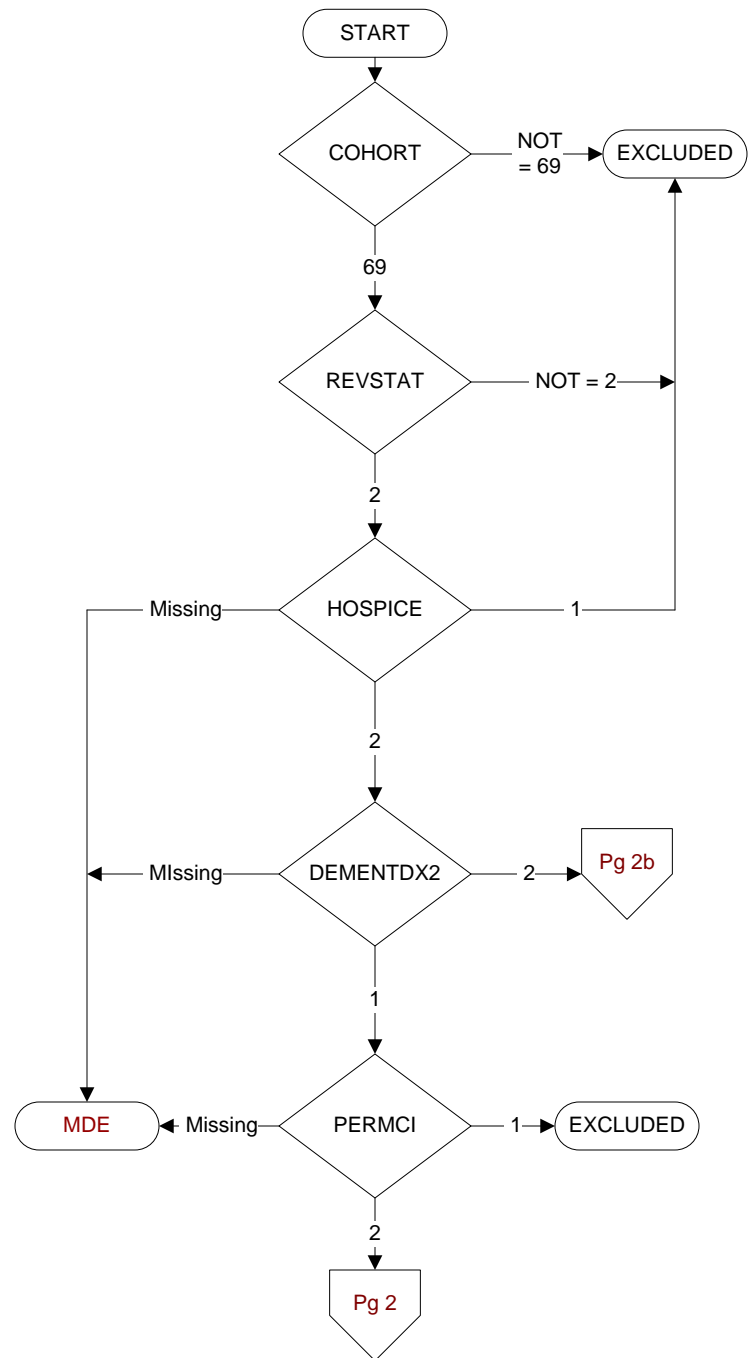 START
COHORT
NOT
= 69
EXCLUDED
69
REVSTAT
NOT = 2
2
Missing
HOSPICE
1
2
MIssing
DEMENTDX2
2
Pg 2b
1
MDE
Missing
PERMCI
1
EXCLUDED
2
Pg 2